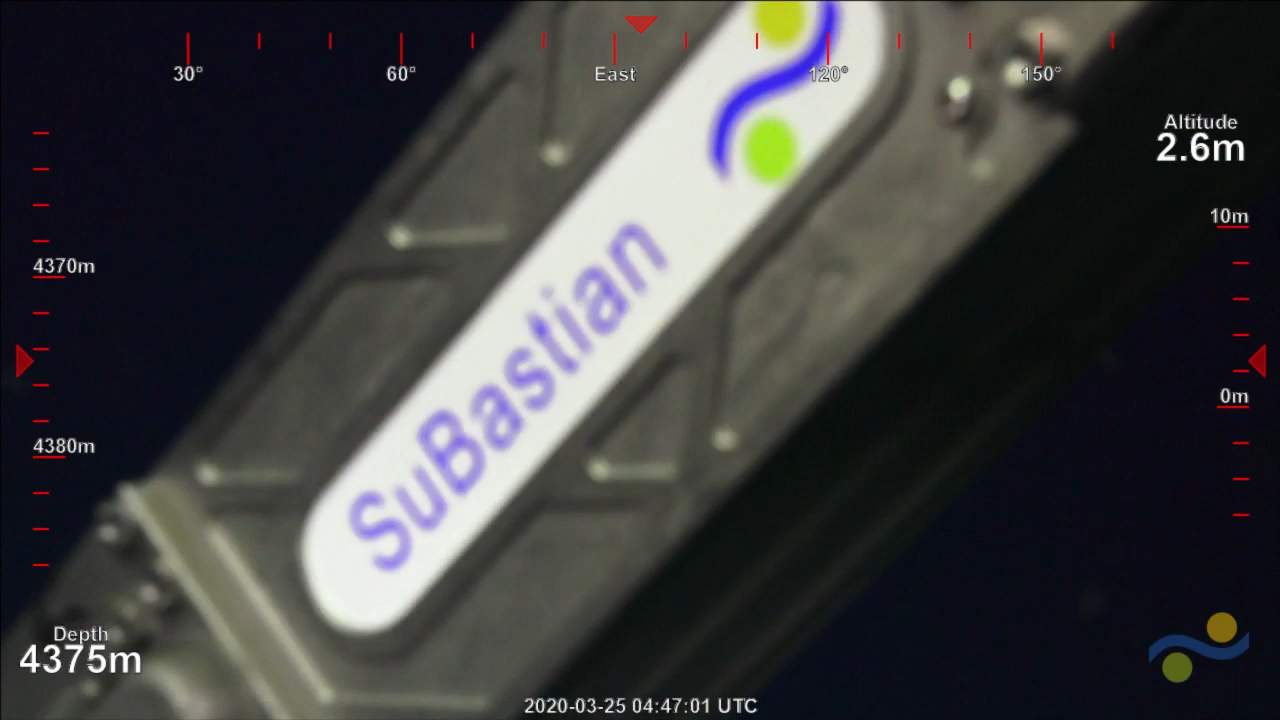 30° 60° East 120° 150°
Altitude
2.6m
10m
4370m
SuBastian
0m
4380m
Depth
4375m
2020-03-25 04:47:01 UTC